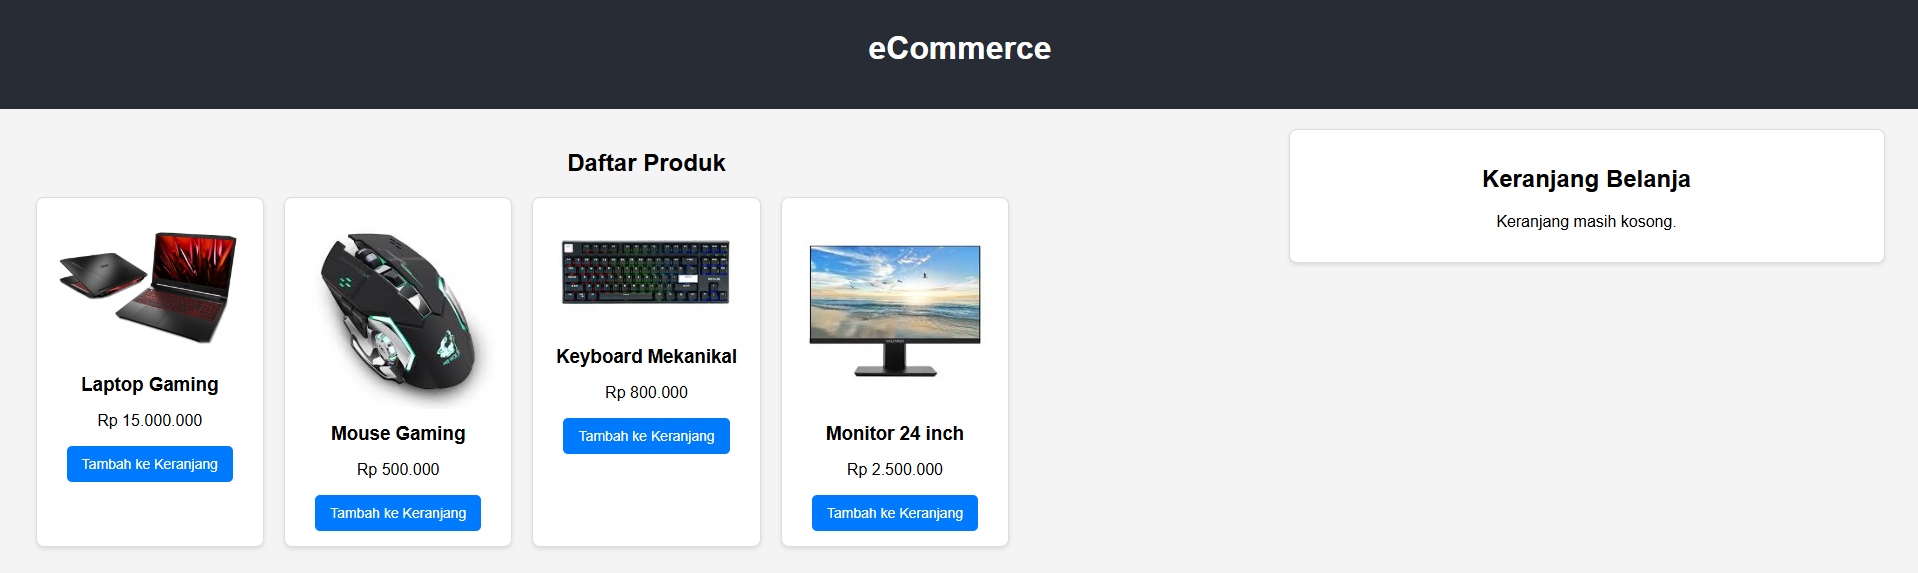 eCommerce
Daftar Produk
Laptop Gaming
Rp 15.000.000
Tambah ke Keranjang
Mouse Gaming
Rp 500.000
Tambah ke Keranjang
Keyboard Mekanikal
Rp 800.000
Tambah ke Keranjang
Monitor 24 inch
Rp 2.500.000
Tambah ke Keranjang
Keranjang Belanja
Keranjang masih kosong.